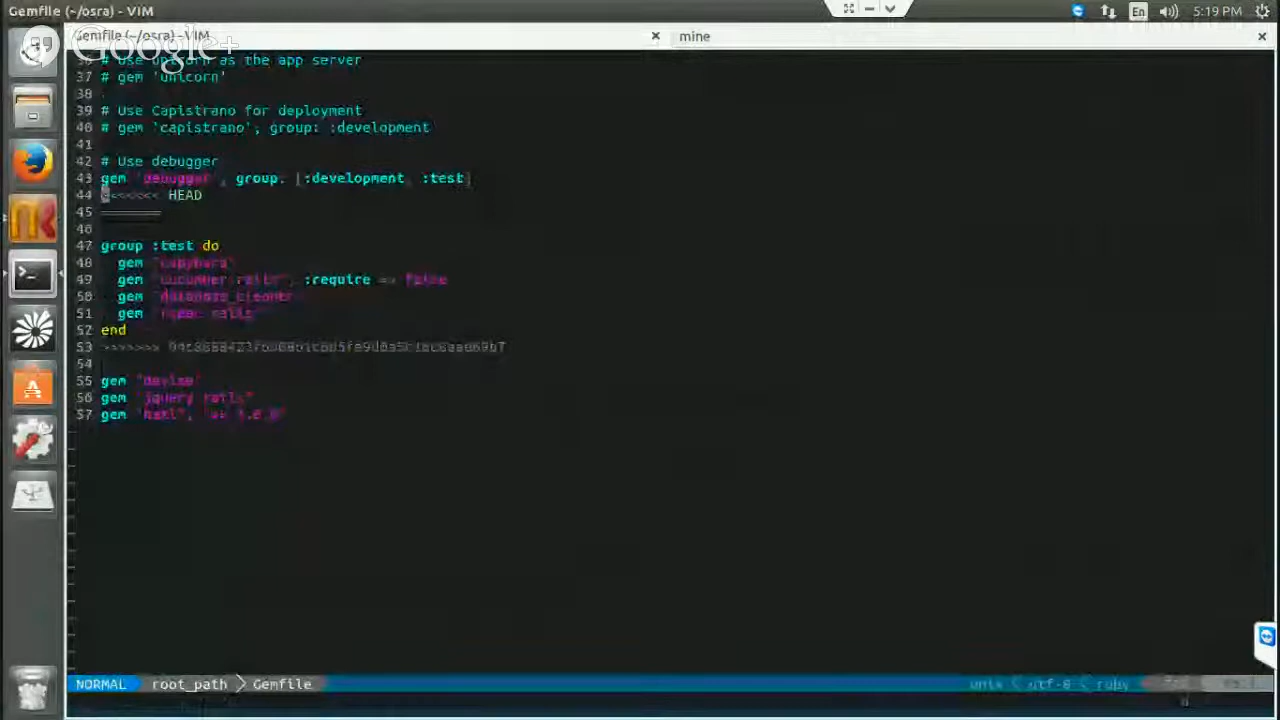 Gemfile (~/osra) - VIM
En
5:19 PM
Gemfile (~/osra) - VIM
Google+
mine
36 # Use Unicorn as the app server
37 # gem 'unicorn'
38
39 # Use Capistrano for deployment
40 # gem 'capistrano', group: :development
41
42 # Use debugger
43 gem 'debugger', group: [:development, :test]
44 <<<<<<< HEAD
45 =======
46
47 group :test do
48 gem "capybara"
49 gem "cucumber-rails", :require => false
50 gem "database_cleaner"
51 gem "rspec-rails"
52 end
53 >>>>>>>
54
55 gem "devise"
56 gem "jquery-rails"
57 gem "haml",
NORMAL root_path Gemfile
unix utf-8 ruby